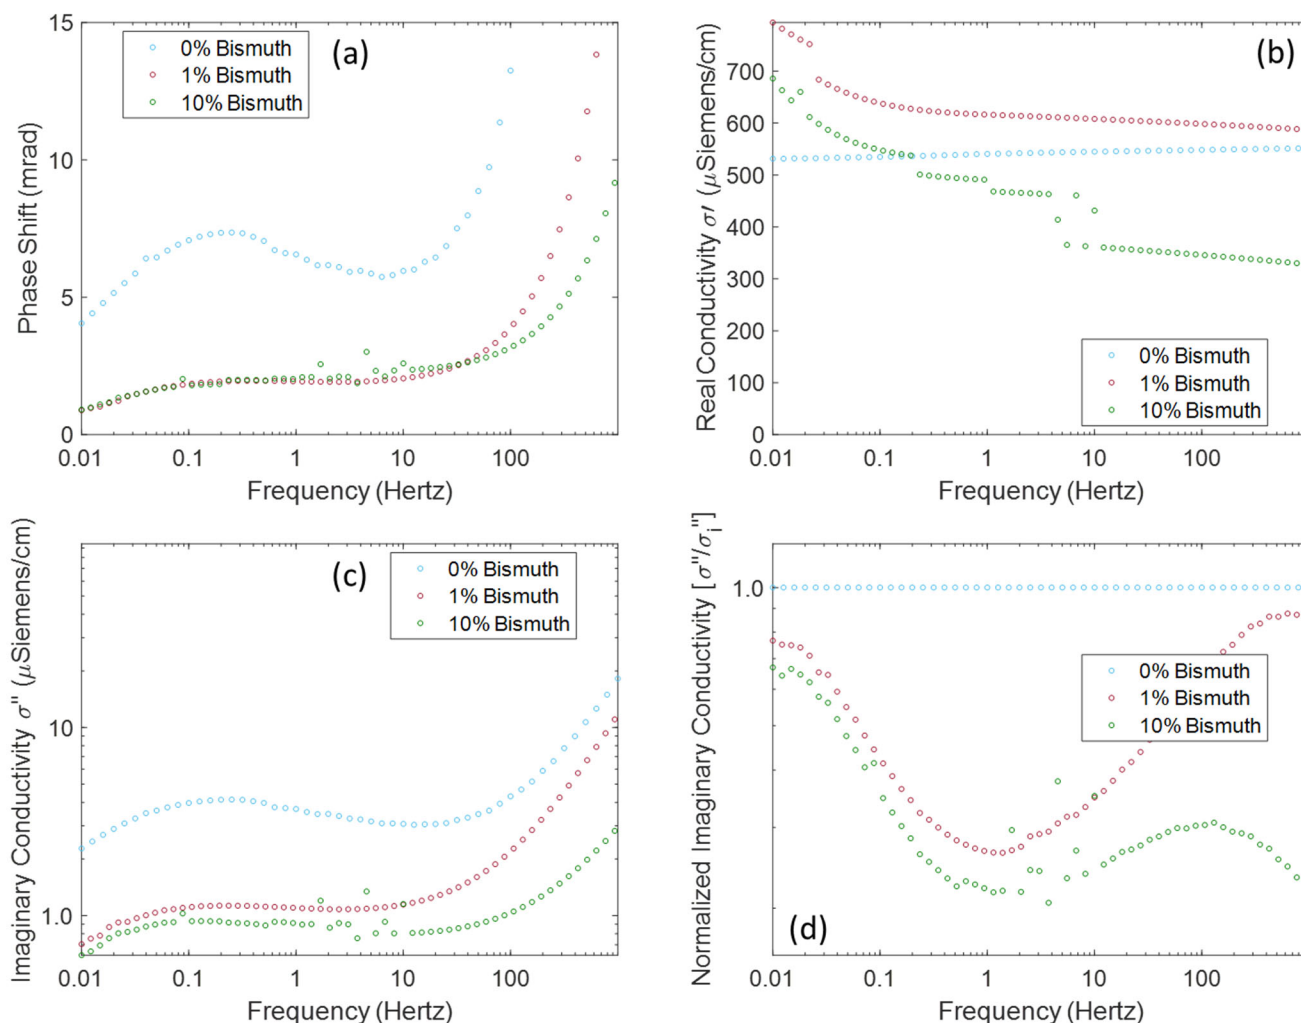 15
10
5
0
Phase Shift (mrad)
0% Bismuth
1% Bismuth
10% Bismuth
(a)
0.01 0.1 1 10 100
Frequency (Hertz)
700
600
500
400
300
200
100
0
Real Conductivity σ′ (μSiemens/cm)
(b)
0% Bismuth
1% Bismuth
10% Bismuth
0.01 0.1 1 10 100
Frequency (Hertz)
10
1.0
Imaginary Conductivity σ" (μSiemens/cm)
(c)
0% Bismuth
1% Bismuth
10% Bismuth
0.01 0.1 1 10 100
Frequency (Hertz)
1.0
Normalized Imaginary Conductivity [σ"/σi"]
0% Bismuth
1% Bismuth
10% Bismuth
(d)
0.01 0.1 1 10 100
Frequency (Hertz)